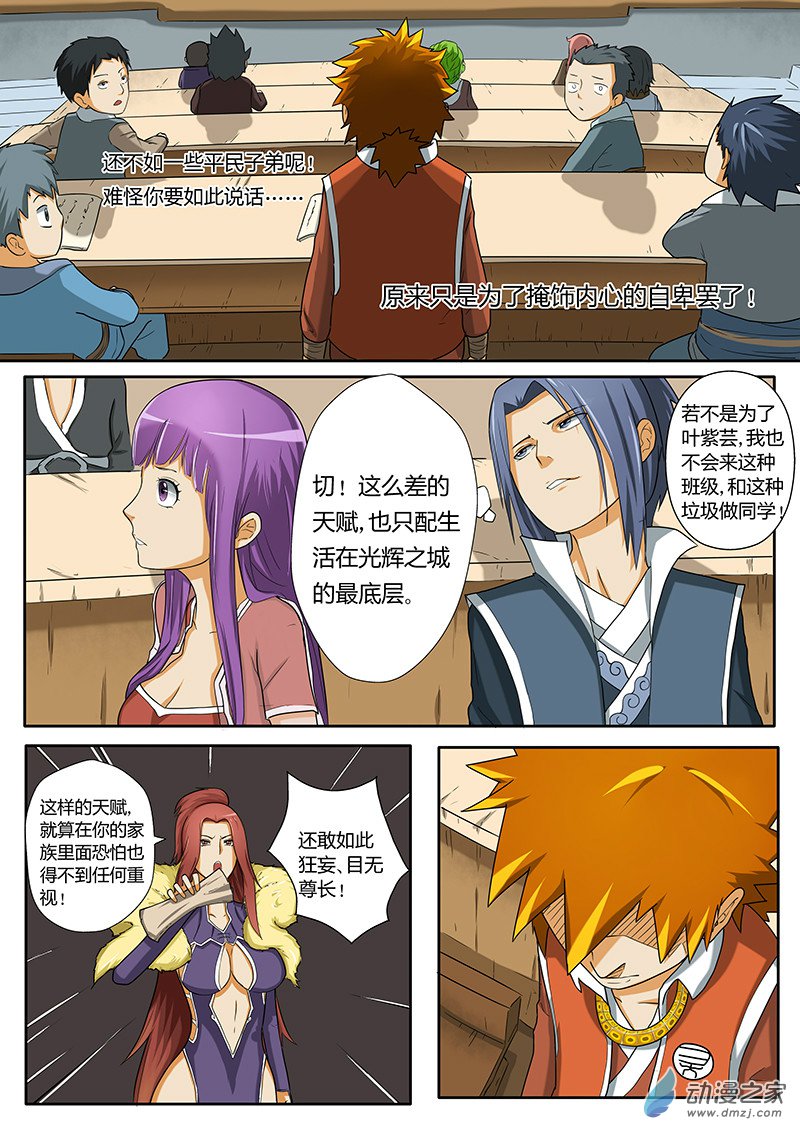 还不如一些平民子弟呢！
难怪你要如此说话……
原来只是为了掩饰内心的自卑罢了！
切！这么差的
天赋，也只配生
活在光辉之城
的最底层。
若不是为了
叶紫芸，我也
不会来这种
班级，和这种
垃圾做同学！
这样的天赋，
就算在你的家
族里面恐怕也
得不到任何重
视！
还敢如此
狂妄、目无
尊长！
动漫之家
www.dmzj.com